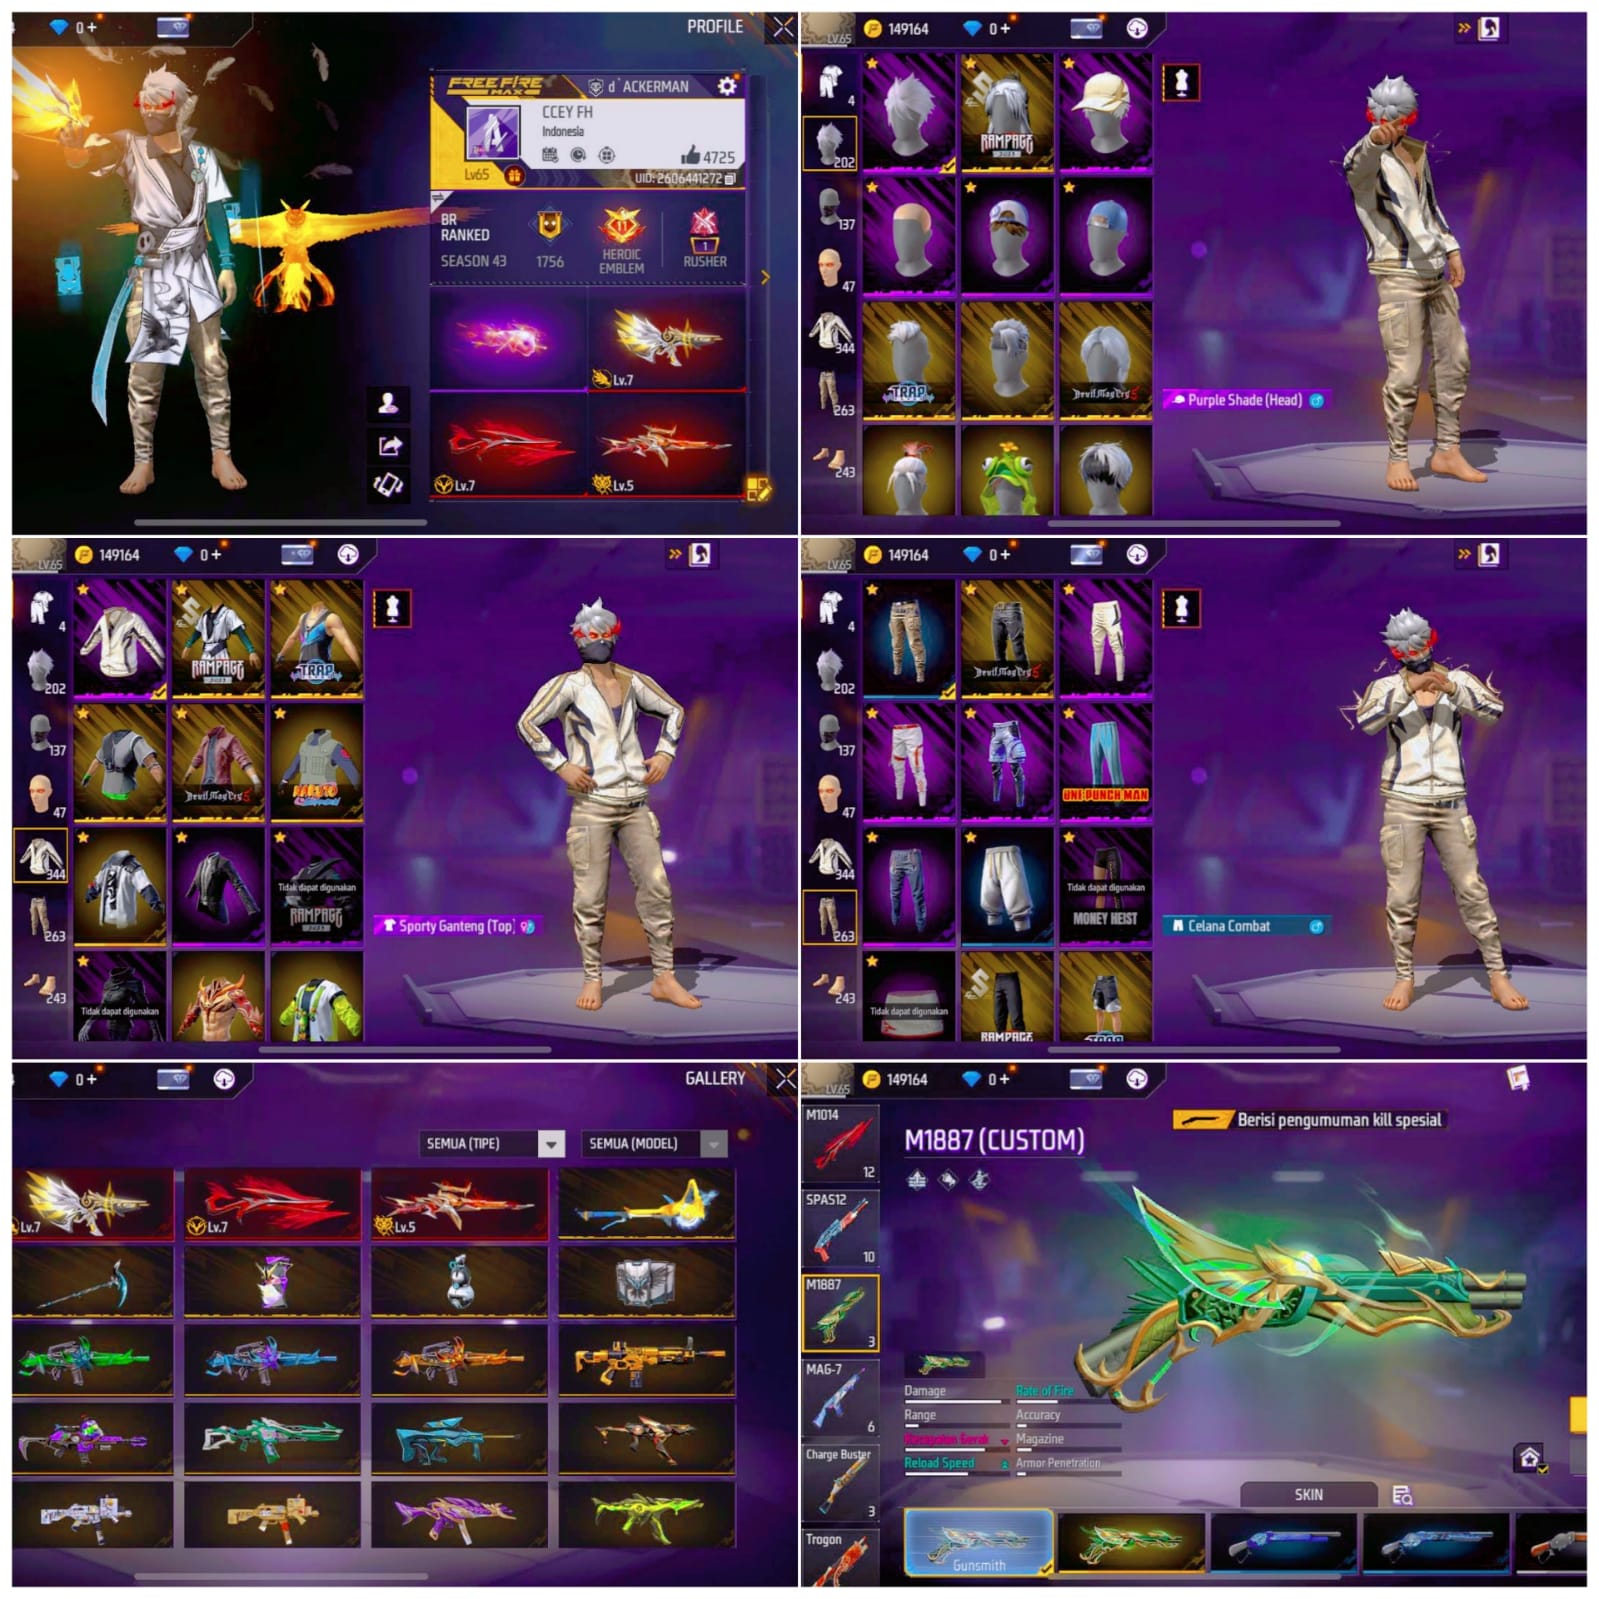 0+
PROFILE
FREE FIRE
MAX
d`ACKERMAN
CCEY FH
Indonesia
4725
Lv65
UID: 2606441272
BR
RANKED
SEASON 43
1756
11
HEROIC
EMBLEM
1
RUSHER
Lv.7
Lv.7
Lv.5
LV.65
149164
0+
4
202
137
47
344
263
243
RAMPAGE
2023
TRAP
Devil May Cry 5
Purple Shade (Head)
LV.65
149164
0+
4
202
137
47
344
263
243
RAMPAGE
2023
TRAP
Devil May Cry 5
NARUTO
Tidak dapat digunakan
RAMPAGE
2023
Tidak dapat digunakan
Sporty Ganteng (Top)
LV.65
149164
0+
4
202
137
47
344
263
243
Devil May Cry 5
ONE PUNCH MAN
Tidak dapat digunakan
MONEY HEIST
Tidak dapat digunakan
RAMPAGE
TRAP
Celana Combat
0+
GALLERY
SEMUA (TIPE)
SEMUA (MODEL)
Lv.7
Lv.7
Lv.5
LV.65
149164
0+
M1014
12
SPAS12
10
M1887
3
MAG-7
6
Charge Buster
3
Trogon
M1887 (CUSTOM)
Berisi pengumuman kill spesial
Damage
Rate of Fire
Range
Accuracy
Kecepatan Gerak
Magazine
Reload Speed
Armor Penetration
SKIN
Gunsmith